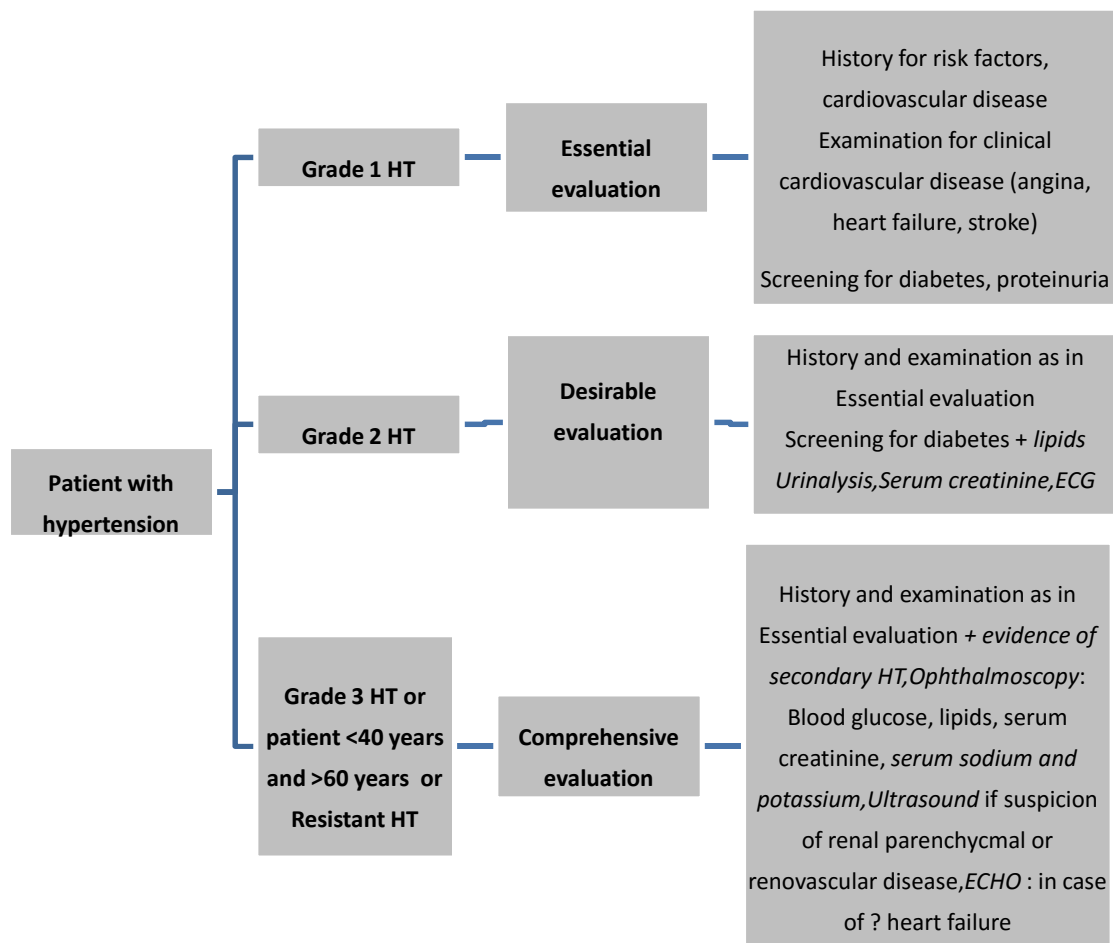 Patient with
hypertension
Grade 1 HT
Essential
evaluation
History for risk factors,
cardiovascular disease
Examination for clinical
cardiovascular disease (angina,
heart failure, stroke)
Screening for diabetes, proteinuria
Grade 2 HT
Desirable
evaluation
History and examination as in
Essential evaluation
Screening for diabetes + lipids
Urinalysis,Serum creatinine,ECG
Grade 3 HT or
patient <40 years
and >60 years or
Resistant HT
Comprehensive
evaluation
History and examination as in
Essential evaluation + evidence of
secondary HT,Ophthalmoscopy:
Blood glucose, lipids, serum
creatinine, serum sodium and
potassium,Ultrasound if suspicion
of renal parenchycmal or
renovascular disease,ECHO : in case
of ? heart failure